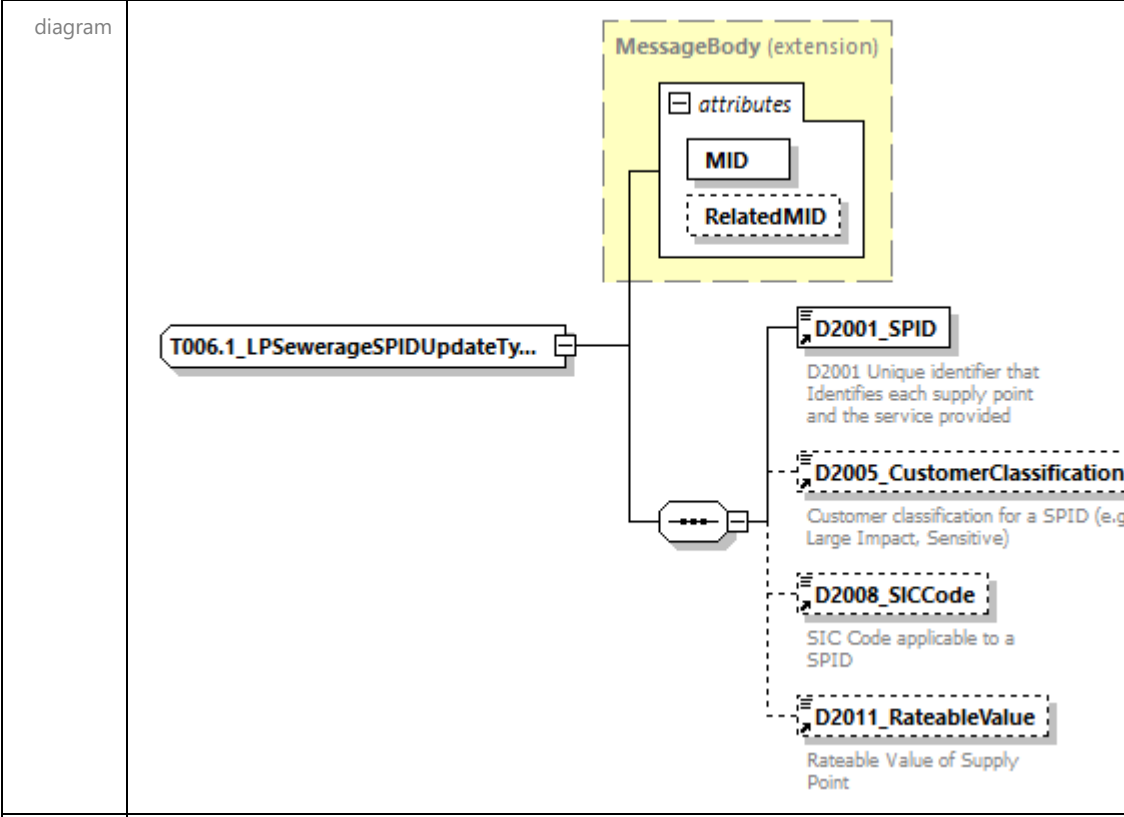 diagram
MessageBody (extension)
attributes
MID
RelatedMID
T006.1_LPSewerageSPIDUpdateTy...
D2001_SPID
D2001 Unique identifier that
Identifies each supply point
and the service provided
D2005_CustomerClassification
Customer classification for a SPID (e.g
Large Impact, Sensitive)
D2008_SICCode
SIC Code applicable to a
SPID
D2011_RateableValue
Rateable Value of Supply
Point